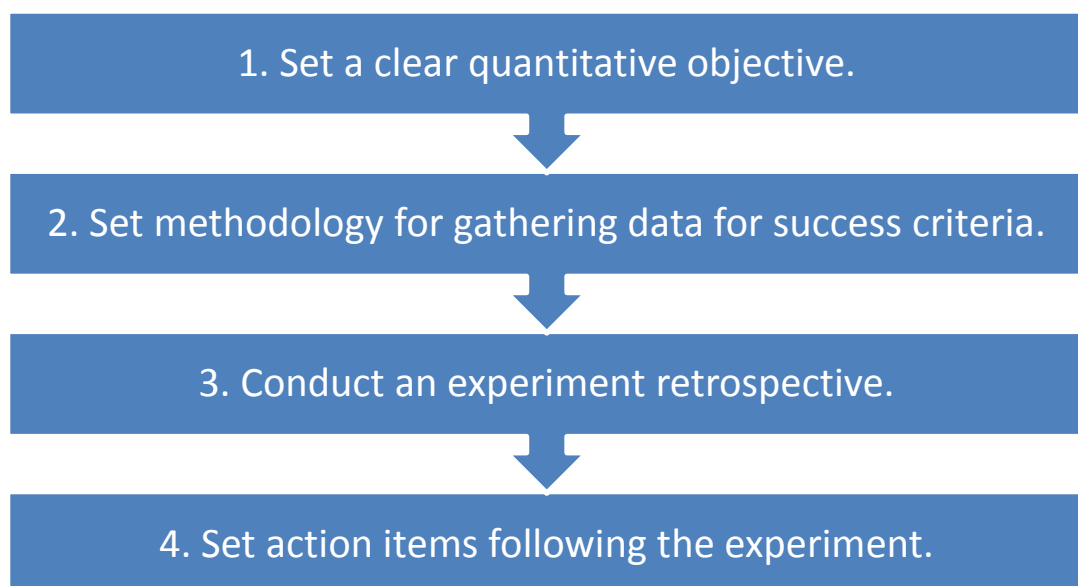 1. Set a clear quantitative objective.
2. Set methodology for gathering data for success criteria.
3. Conduct an experiment retrospective.
4. Set action items following the experiment.